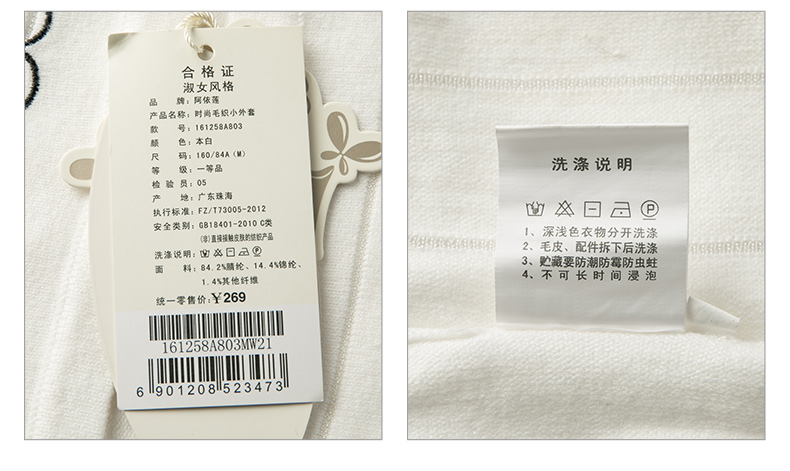 合格证
淑女风格
品 牌：阿依莲
产品名称：时尚毛织小外套
款 号：161258A803
颜 色：本白
尺 码：160/84A（M）
等 级：一等品
检 验 员：05
产 地：广东珠海
执行标准：FZ/T73005-2012
安全类别：GB18401-2010 C类
（非）直接接触皮肤的纺织产品
洗涤说明：
面 料：84.2%腈纶、14.4%锦纶、
1.4%其他纤维
统一零售价：¥269
161258A803MW21
6 901208 523473
洗涤说明
1、深浅色衣物分开洗涤
2、毛皮、配件拆下后洗涤
3、贮藏要防潮防霉防虫蛀
4、不可长时间浸泡